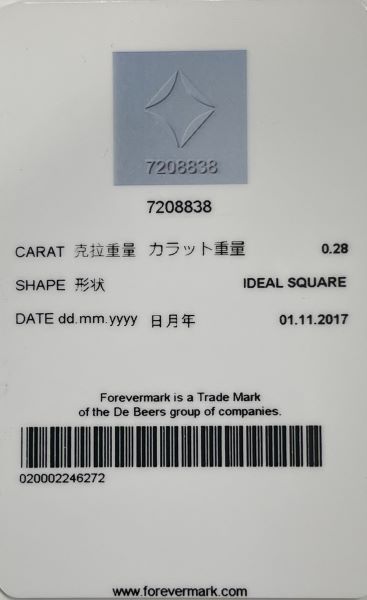 7208838
7208838
CARAT 克拉重量 カラット重量 0.28
SHAPE 形状 IDEAL SQUARE
DATE dd.mm.yyyy 日月年 01.11.2017
Forevermark is a Trade Mark
of the De Beers group of companies.
020002246272
www.forevermark.com